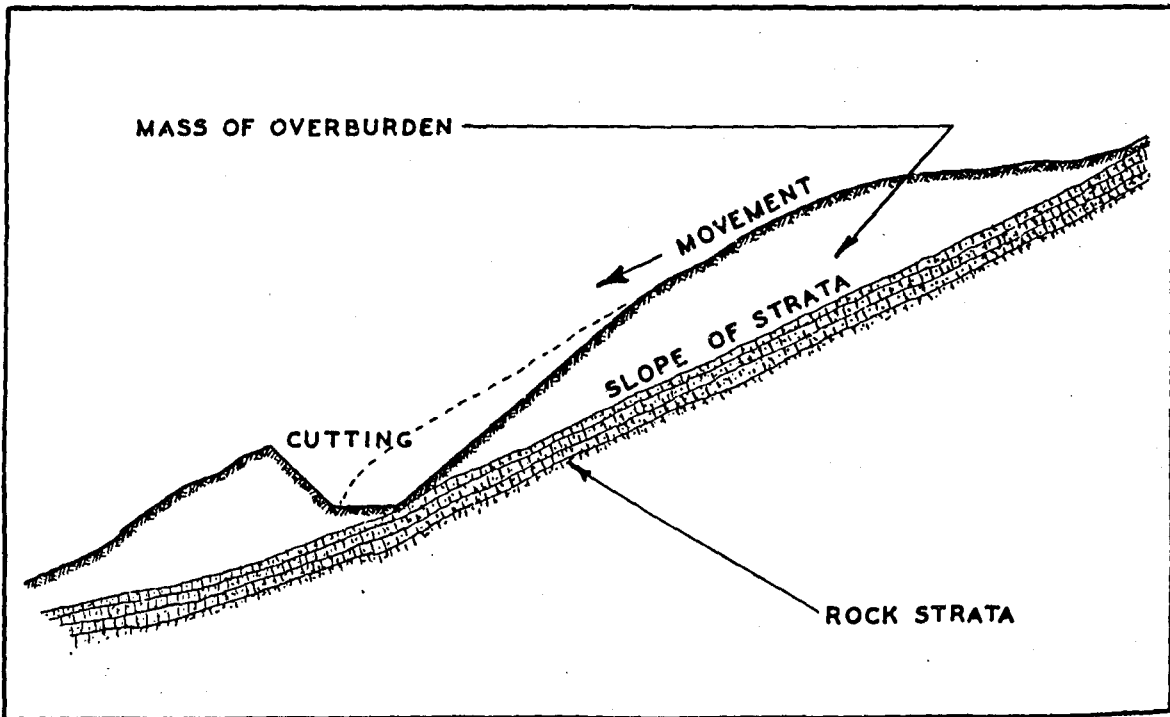 MASS OF OVERBURDEN
MOVEMENT
SLOPE OF STRATA
CUTTING
ROCK STRATA